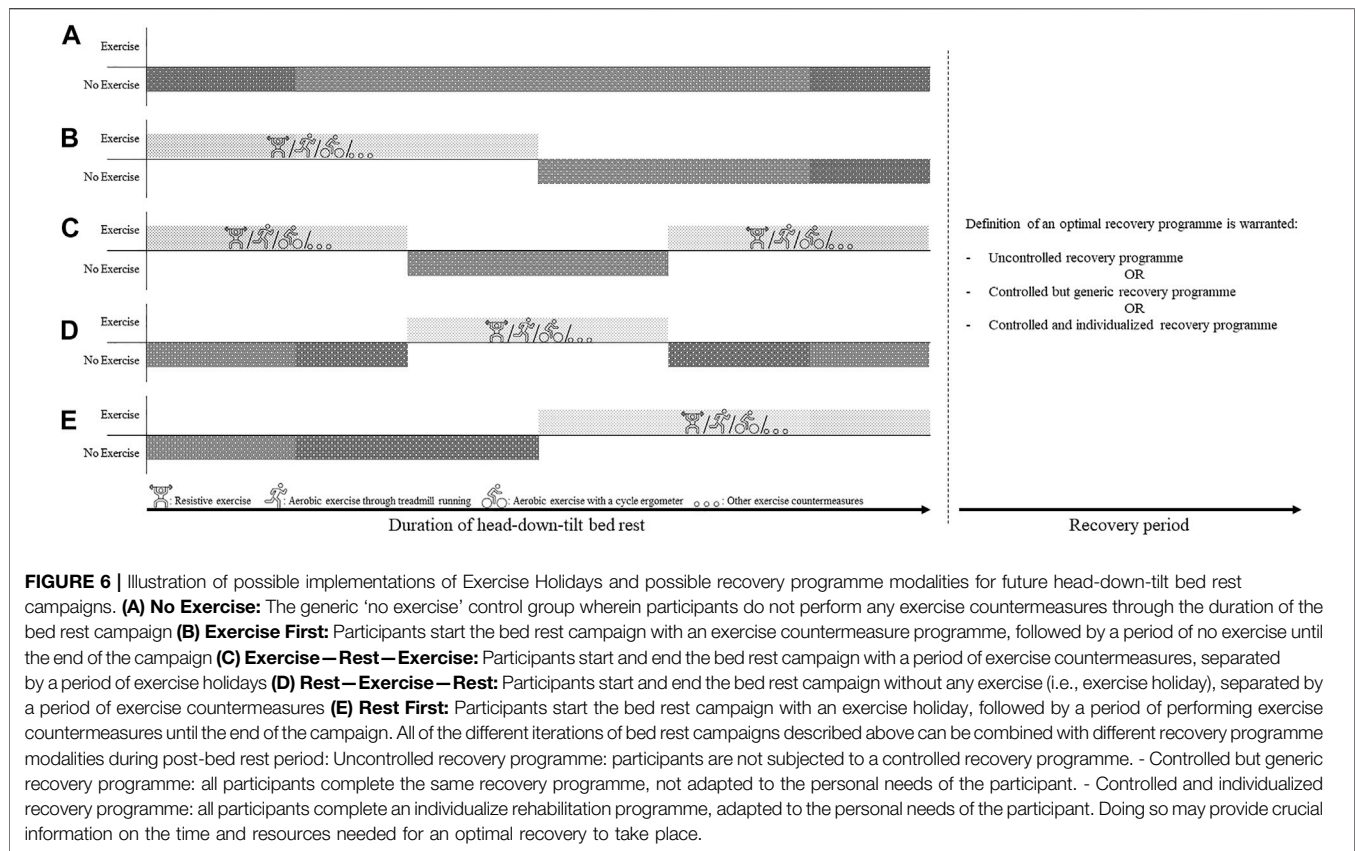 A
Exercise
No Exercise
B
Exercise
No Exercise
C
Exercise
No Exercise
D
Exercise
No Exercise
E
Exercise
No Exercise
: Resistive exercise : Aerobic exercise through treadmill running : Aerobic exercise with a cycle ergometer : Other exercise countermeasures
Duration of head-down-tilt bed rest
Definition of an optimal recovery programme is warranted:
- Uncontrolled recovery programme
OR
- Controlled but generic recovery programme
OR
- Controlled and individualized recovery programme
Recovery period
FIGURE 6 | Illustration of possible implementations of Exercise Holidays and possible recovery programme modalities for future head-down-tilt bed rest
campaigns. (A) No Exercise: The generic ‘no exercise’ control group wherein participants do not perform any exercise countermeasures through the duration of the
bed rest campaign (B) Exercise First: Participants start the bed rest campaign with an exercise countermeasure programme, followed by a period of no exercise until
the end of the campaign (C) Exercise—Rest—Exercise: Participants start and end the bed rest campaign with a period of exercise countermeasures, separated
by a period of exercise holidays (D) Rest—Exercise—Rest: Participants start and end the bed rest campaign without any exercise (i.e., exercise holiday), separated by
a period of exercise countermeasures (E) Rest First: Participants start the bed rest campaign with an exercise holiday, followed by a period of performing exercise
countermeasures until the end of the campaign. All of the different iterations of bed rest campaigns described above can be combined with different recovery programme
modalities during post-bed rest period: Uncontrolled recovery programme: participants are not subjected to a controlled recovery programme. - Controlled but generic
recovery programme: all participants complete the same recovery programme, not adapted to the personal needs of the participant. - Controlled and individualized
recovery programme: all participants complete an individualize rehabilitation programme, adapted to the personal needs of the participant. Doing so may provide crucial
information on the time and resources needed for an optimal recovery to take place.